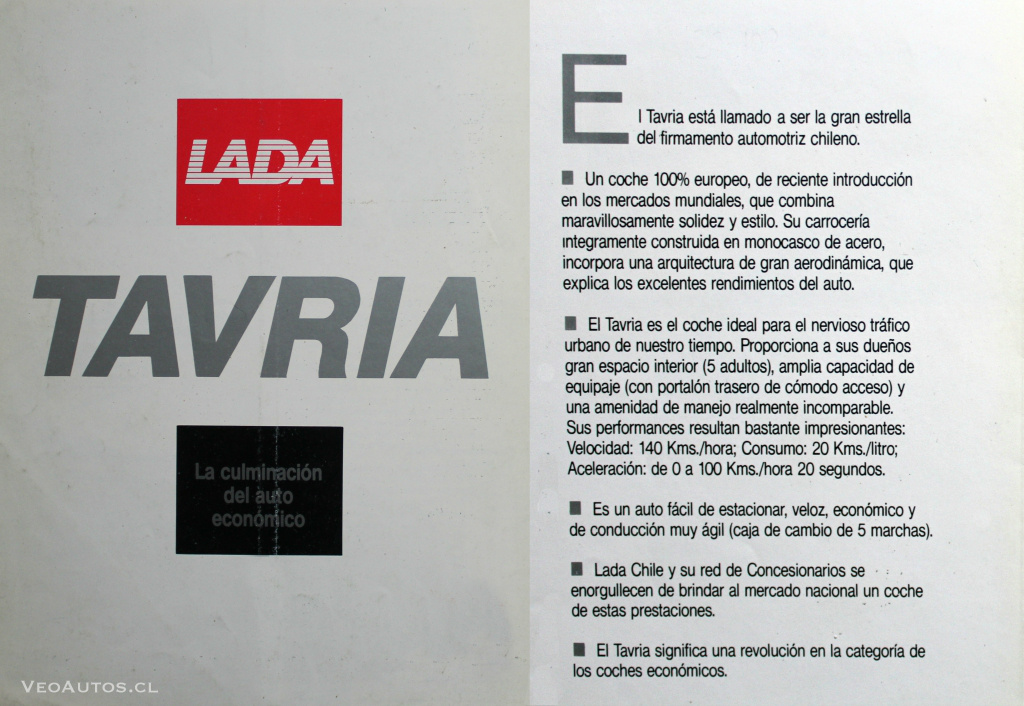 LADA
TAVRIA
La culminación
del auto
económico
El Tavria está llamado a ser la gran estrella
del firmamento automotriz chileno.
■ Un coche 100% europeo, de reciente introducción
en los mercados mundiales, que combina
maravillosamente solidez y estilo. Su carrocería
integramente construida en monocasco de acero,
incorpora una arquitectura de gran aerodinámica, que
explica los excelentes rendimientos del auto.
■ El Tavria es el coche ideal para el nervioso tráfico
urbano de nuestro tiempo. Proporciona a sus dueños
gran espacio interior (5 adultos), amplia capacidad de
equipaje (con portalón trasero de cómodo acceso) y
una amenidad de manejo realmente incomparable.
Sus performances resultan bastante impresionantes:
Velocidad: 140 Kms./hora; Consumo: 20 Kms./litro;
Aceleración: de 0 a 100 Kms./hora 20 segundos.
■ Es un auto fácil de estacionar, veloz, económico y
de conducción muy ágil (caja de cambio de 5 marchas).
■ Lada Chile y su red de Concesionarios se
enorgullecen de brindar al mercado nacional un coche
de estas prestaciones.
■ El Tavria significa una revolución en la categoría de
los coches económicos.
VEOAUTOS.CL